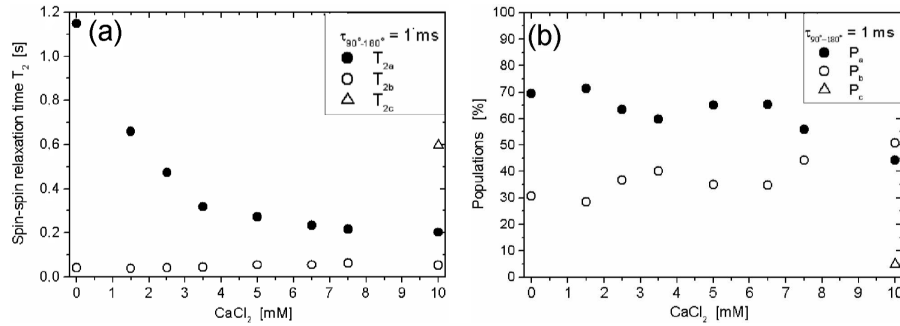 (a)
τ90°-180° = 1 ms
T2a
T2b
T2c
Spin-spin relaxation time T2 [s]
1.2
1.0
0.8
0.6
0.4
0.2
0.0
0 1 2 3 4 5 6 7 8 9 10
CaCl2 [mM]
(b)
τ90°-180° = 1 ms
Pa
Pb
Pc
Populations [%]
100
90
80
70
60
50
40
30
20
10
0
0 1 2 3 4 5 6 7 8 9 10
CaCl2 [mM]